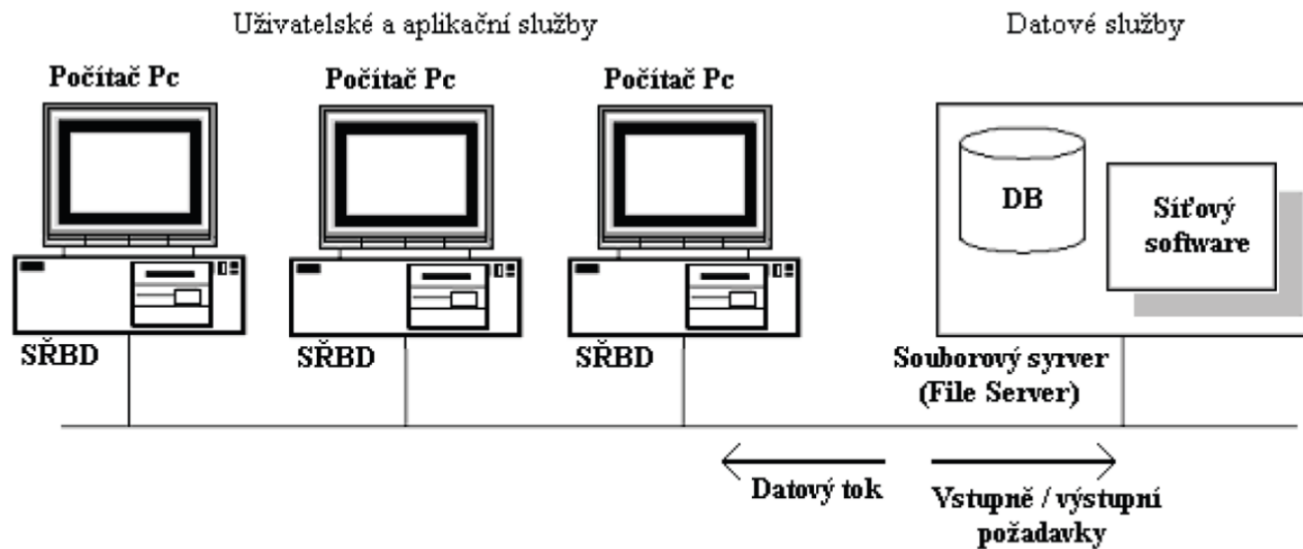 Uživatelské a aplikační služby
Datové služby
Počítač Pc
Počítač Pc
Počítač Pc
DB
Síťový
software
SŘBD
SŘBD
SŘBD
Souborový syrver
(File Server)
Datový tok
Vstupně / výstupní
požadavky